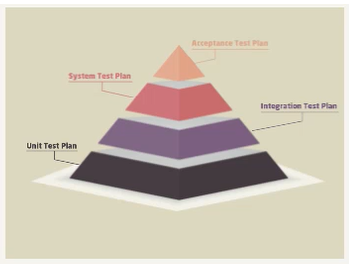 Acceptance Test Plan
System Test Plan
Integration Test Plan
Unit Test Plan